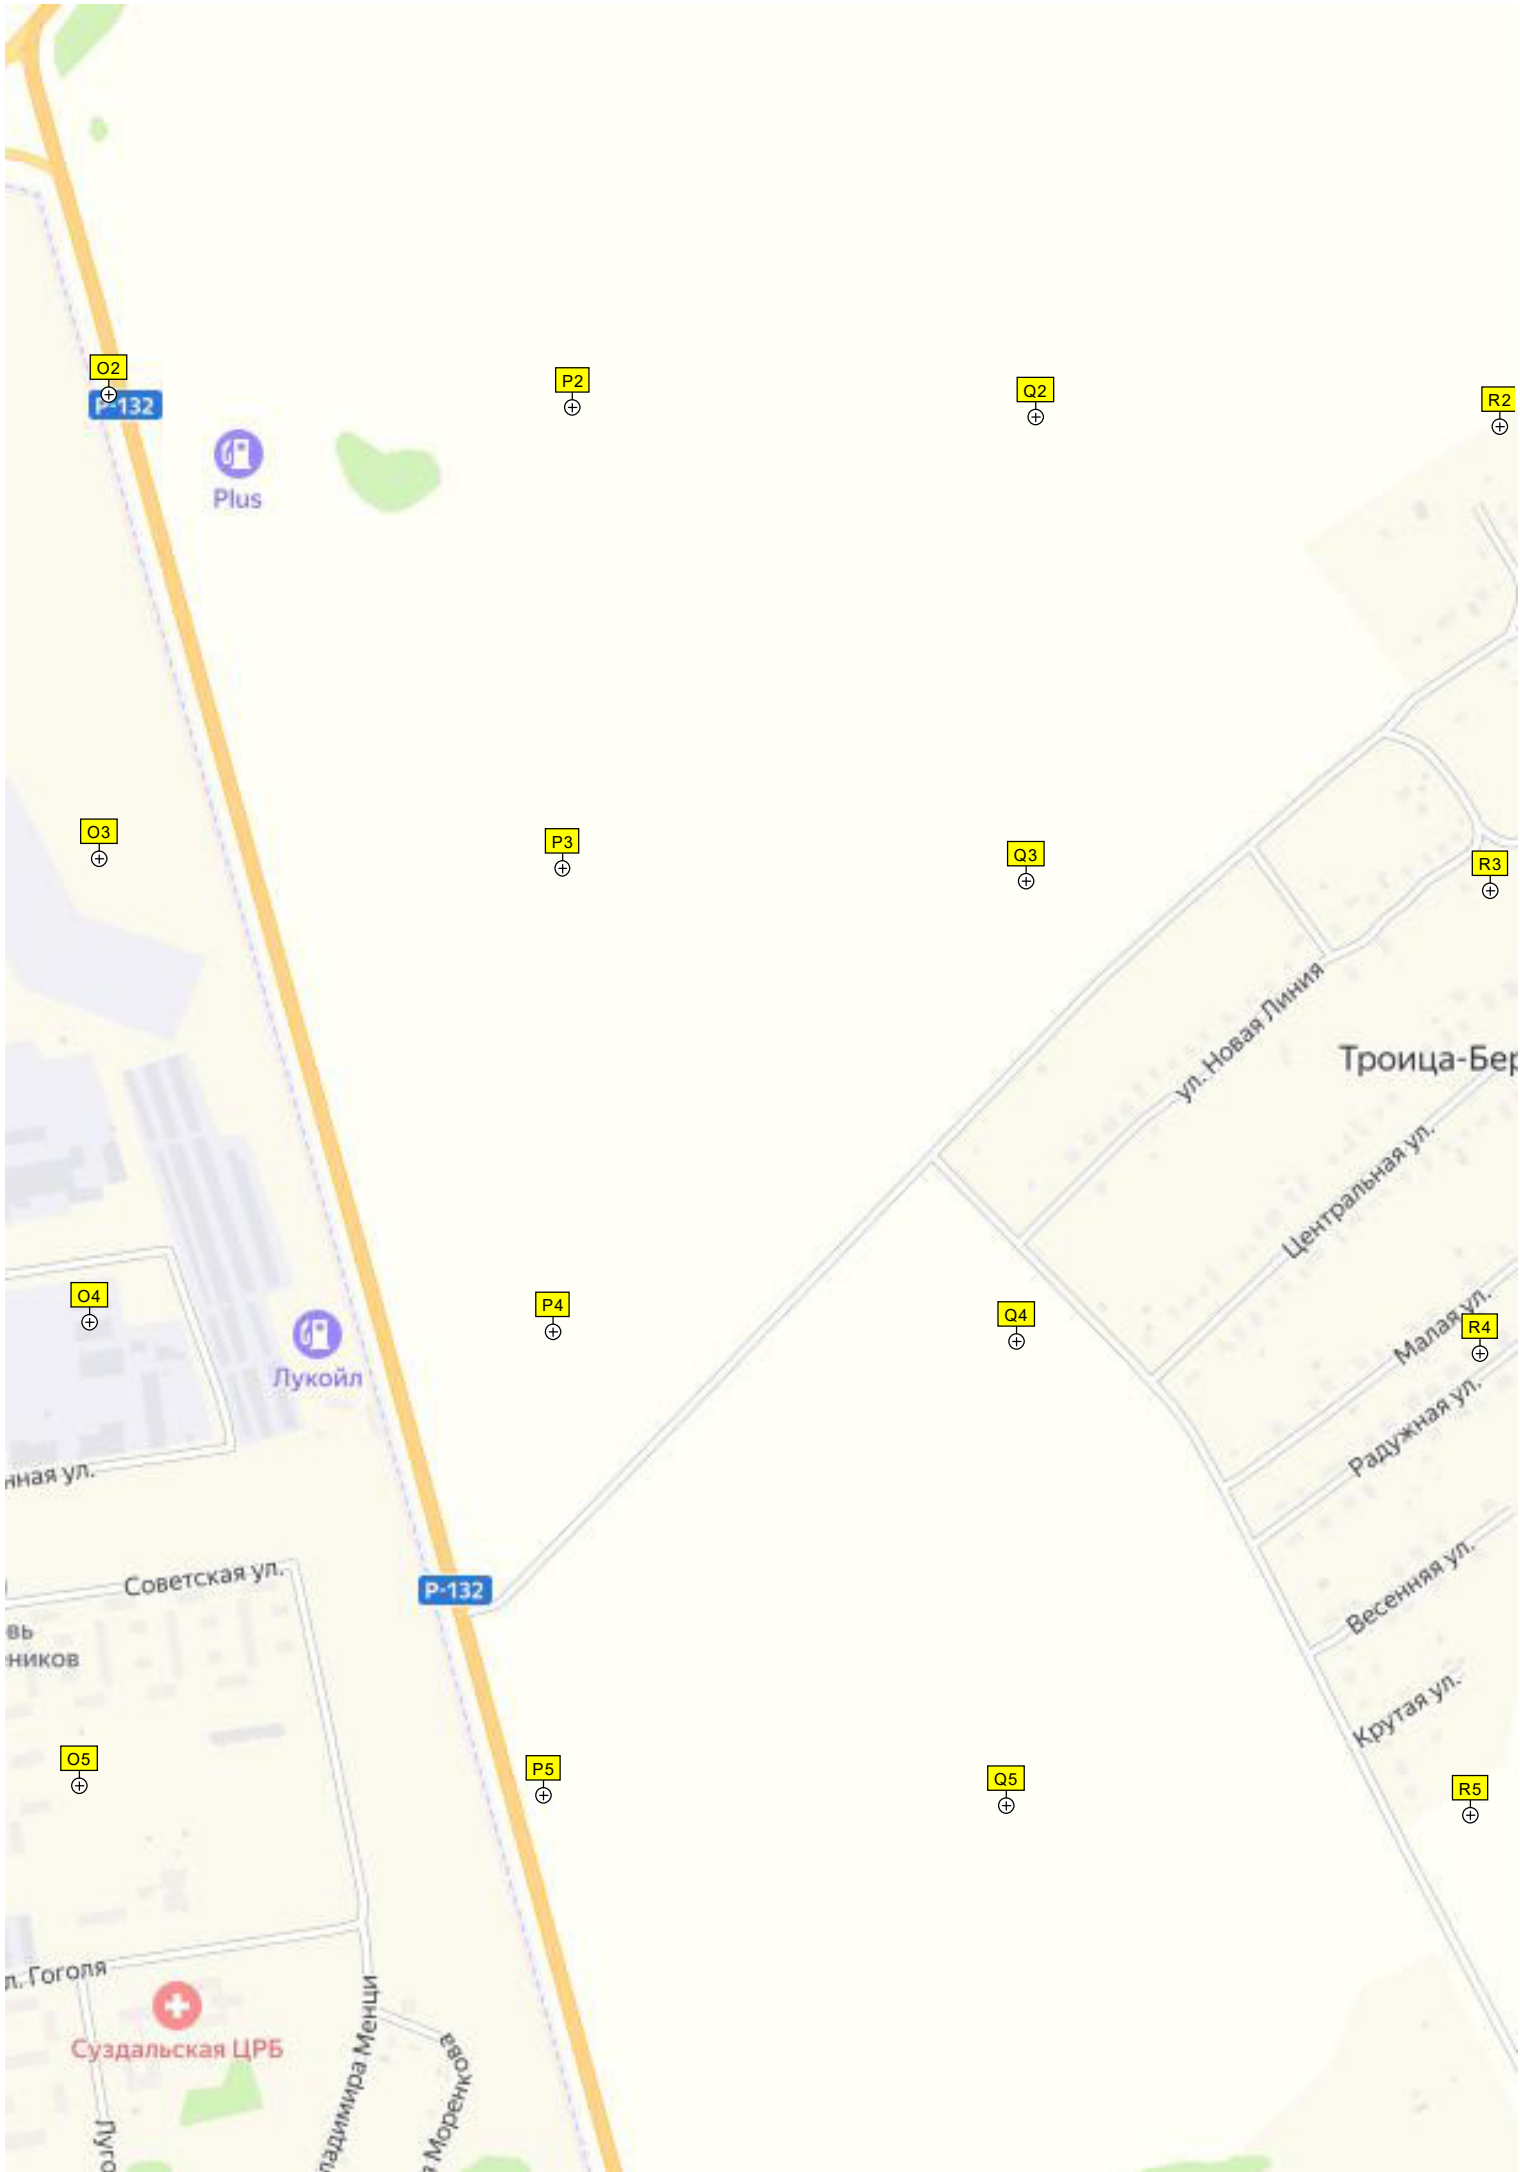 O2
P-132
P2
Q2
R2
Plus
O3
P3
Q3
R3
ул. Новая Линия
Троица-Бер
Центральная ул.
O4
P4
Q4
Малая ул.
R4
Лукойл
Радужная ул.
нная ул.
Советская ул.
P-132
Весенняя ул.
вь
еников
Крутая ул.
O5
P5
Q5
R5
л. Гоголя
Суздальская ЦРБ
ладимира Менци
Моренкова
Луго